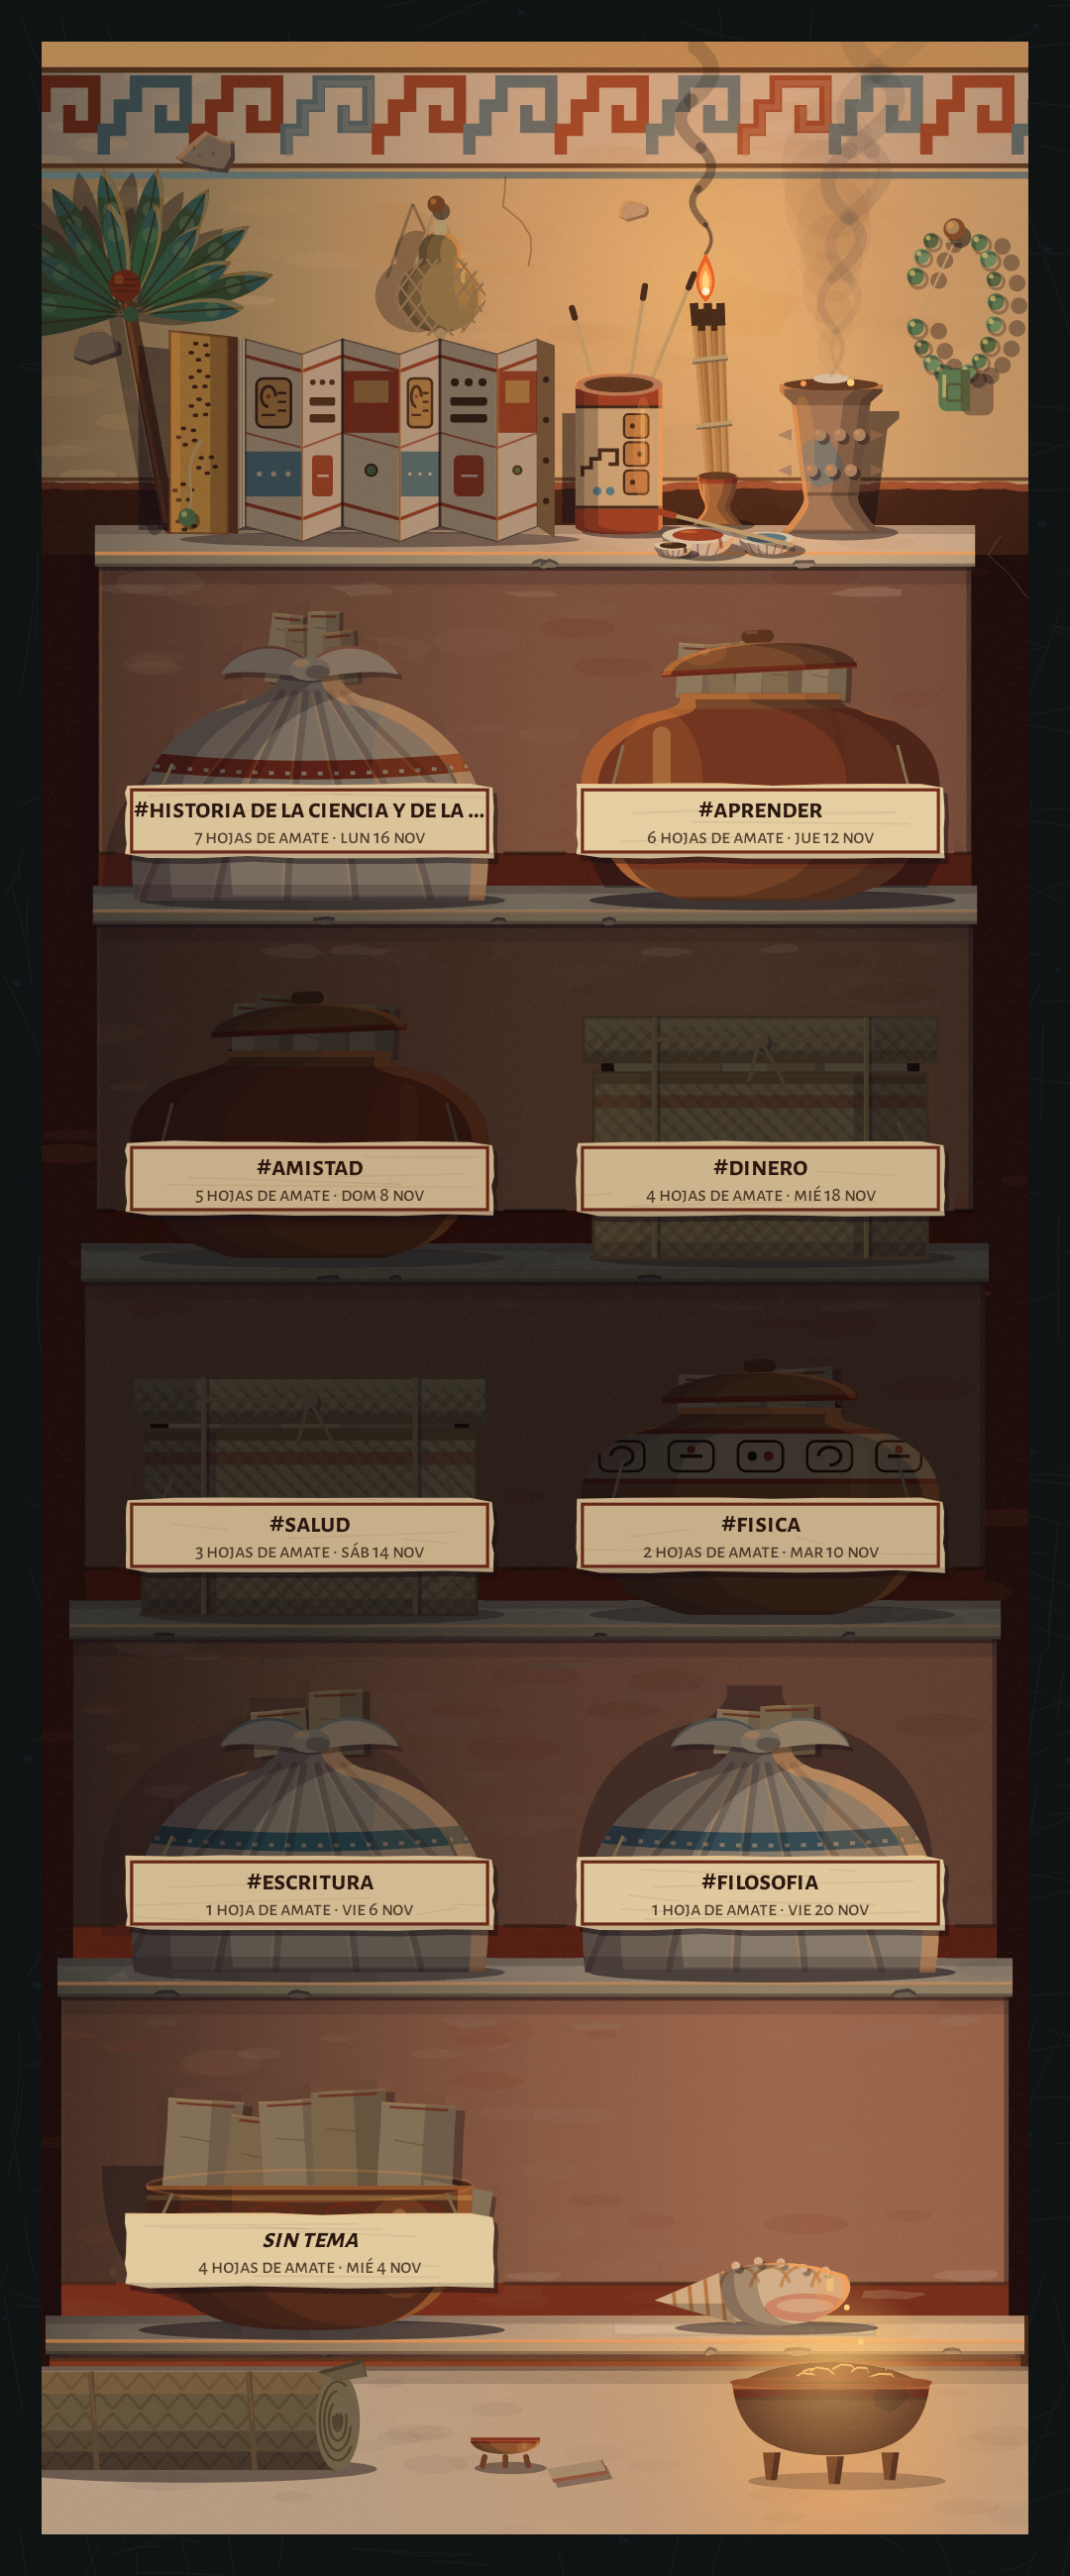 #HISTORIA DE LA CIENCIA Y DE LA ...
7 HOJAS DE AMATE · LUN 16 NOV
#APRENDER
6 HOJAS DE AMATE · JUE 12 NOV
#AMISTAD
5 HOJAS DE AMATE · DOM 8 NOV
#DINERO
4 HOJAS DE AMATE · MIÉ 18 NOV
#SALUD
3 HOJAS DE AMATE · SÁB 14 NOV
#FISICA
2 HOJAS DE AMATE · MAR 10 NOV
#ESCRITURA
1 HOJA DE AMATE · VIE 6 NOV
#FILOSOFIA
1 HOJA DE AMATE · VIE 20 NOV
SIN TEMA
4 HOJAS DE AMATE · MIÉ 4 NOV